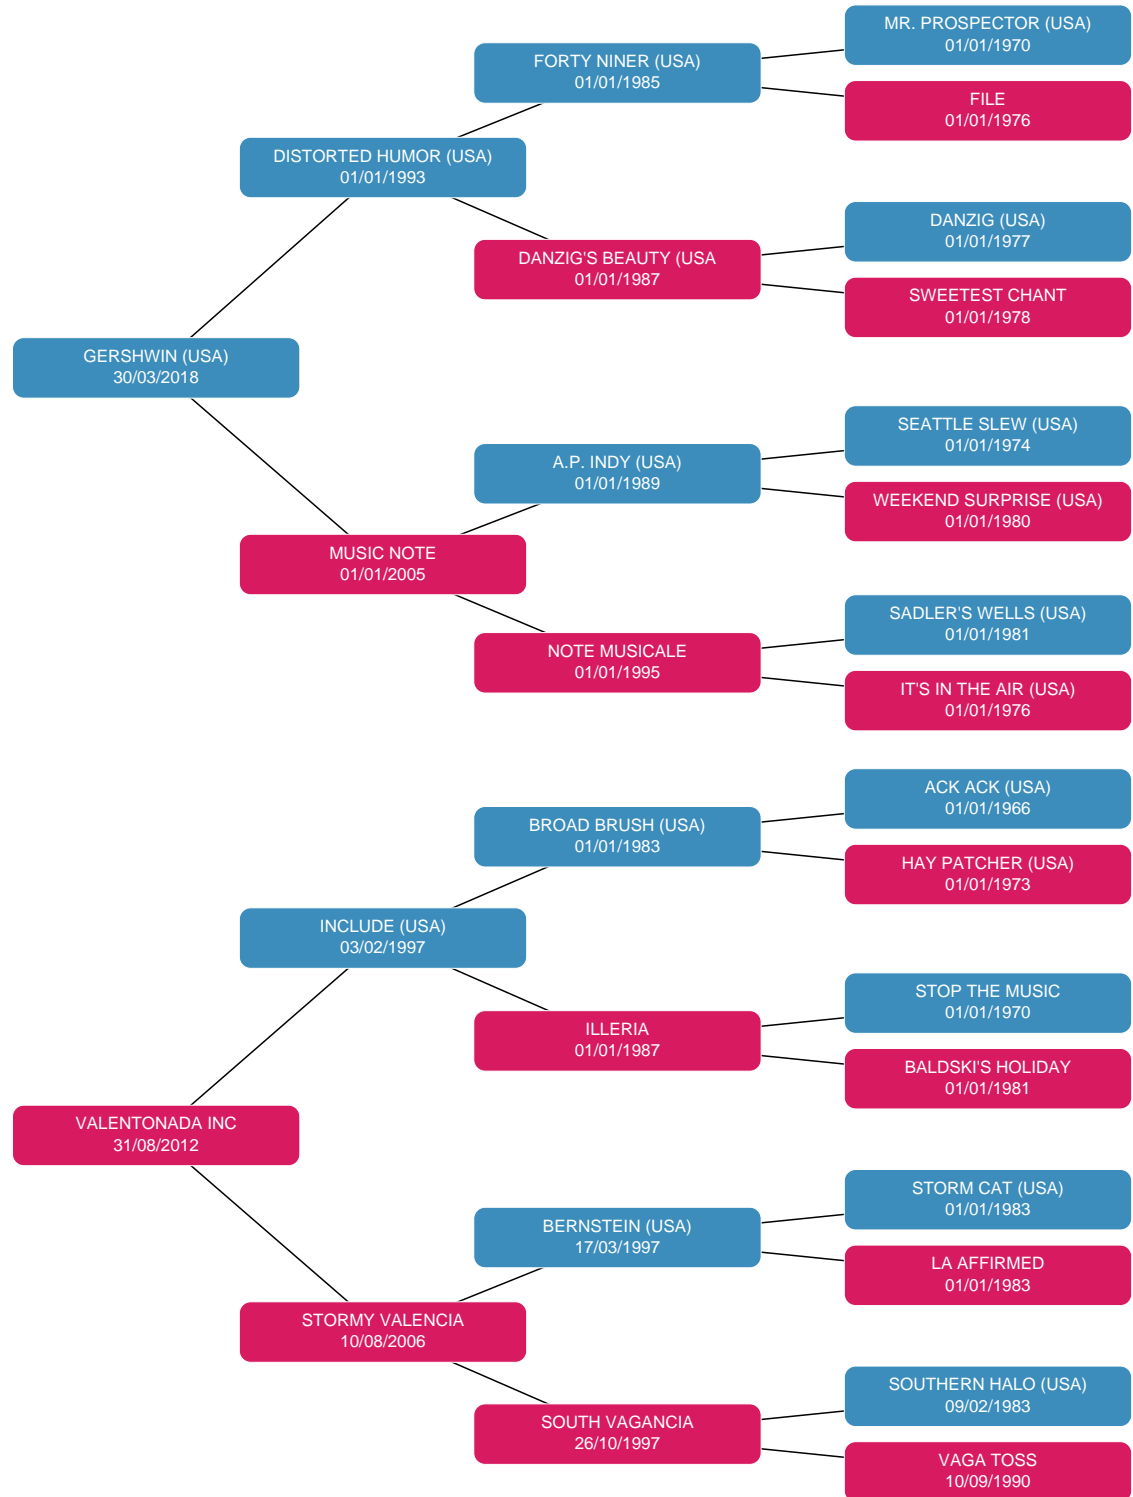 MR. PROSPECTOR (USA)
01/01/1970
FORTY NINER (USA)
01/01/1985
FILE
01/01/1976
DISTORTED HUMOR (USA)
01/01/1993
DANZIG (USA)
01/01/1977
DANZIG'S BEAUTY (USA
01/01/1987
SWEETEST CHANT
01/01/1978
GERSHWIN (USA)
30/03/2018
SEATTLE SLEW (USA)
01/01/1974
A.P. INDY (USA)
01/01/1989
WEEKEND SURPRISE (USA)
01/01/1980
MUSIC NOTE
01/01/2005
SADLER'S WELLS (USA)
01/01/1981
NOTE MUSICALE
01/01/1995
IT'S IN THE AIR (USA)
01/01/1976
ACK ACK (USA)
01/01/1966
BROAD BRUSH (USA)
01/01/1983
HAY PATCHER (USA)
01/01/1973
INCLUDE (USA)
03/02/1997
STOP THE MUSIC
01/01/1970
ILLERIA
01/01/1987
BALDSKI'S HOLIDAY
01/01/1981
VALENTONADA INC
31/08/2012
STORM CAT (USA)
01/01/1983
BERNSTEIN (USA)
17/03/1997
LA AFFIRMED
01/01/1983
STORMY VALENCIA
10/08/2006
SOUTHERN HALO (USA)
09/02/1983
SOUTH VAGANCIA
26/10/1997
VAGA TOSS
10/09/1990